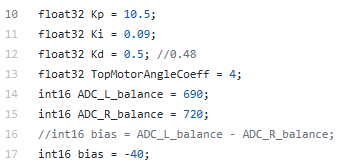 10 float32 Kp = 10.5;
11 float32 Ki = 0.09;
12 float32 Kd = 0.5; //0.48
13 float32 TopMotorAngleCoeff = 4;
14 int16 ADC_L_balance = 690;
15 int16 ADC_R_balance = 720;
16 //int16 bias = ADC_L_balance - ADC_R_balance;
17 int16 bias = -40;